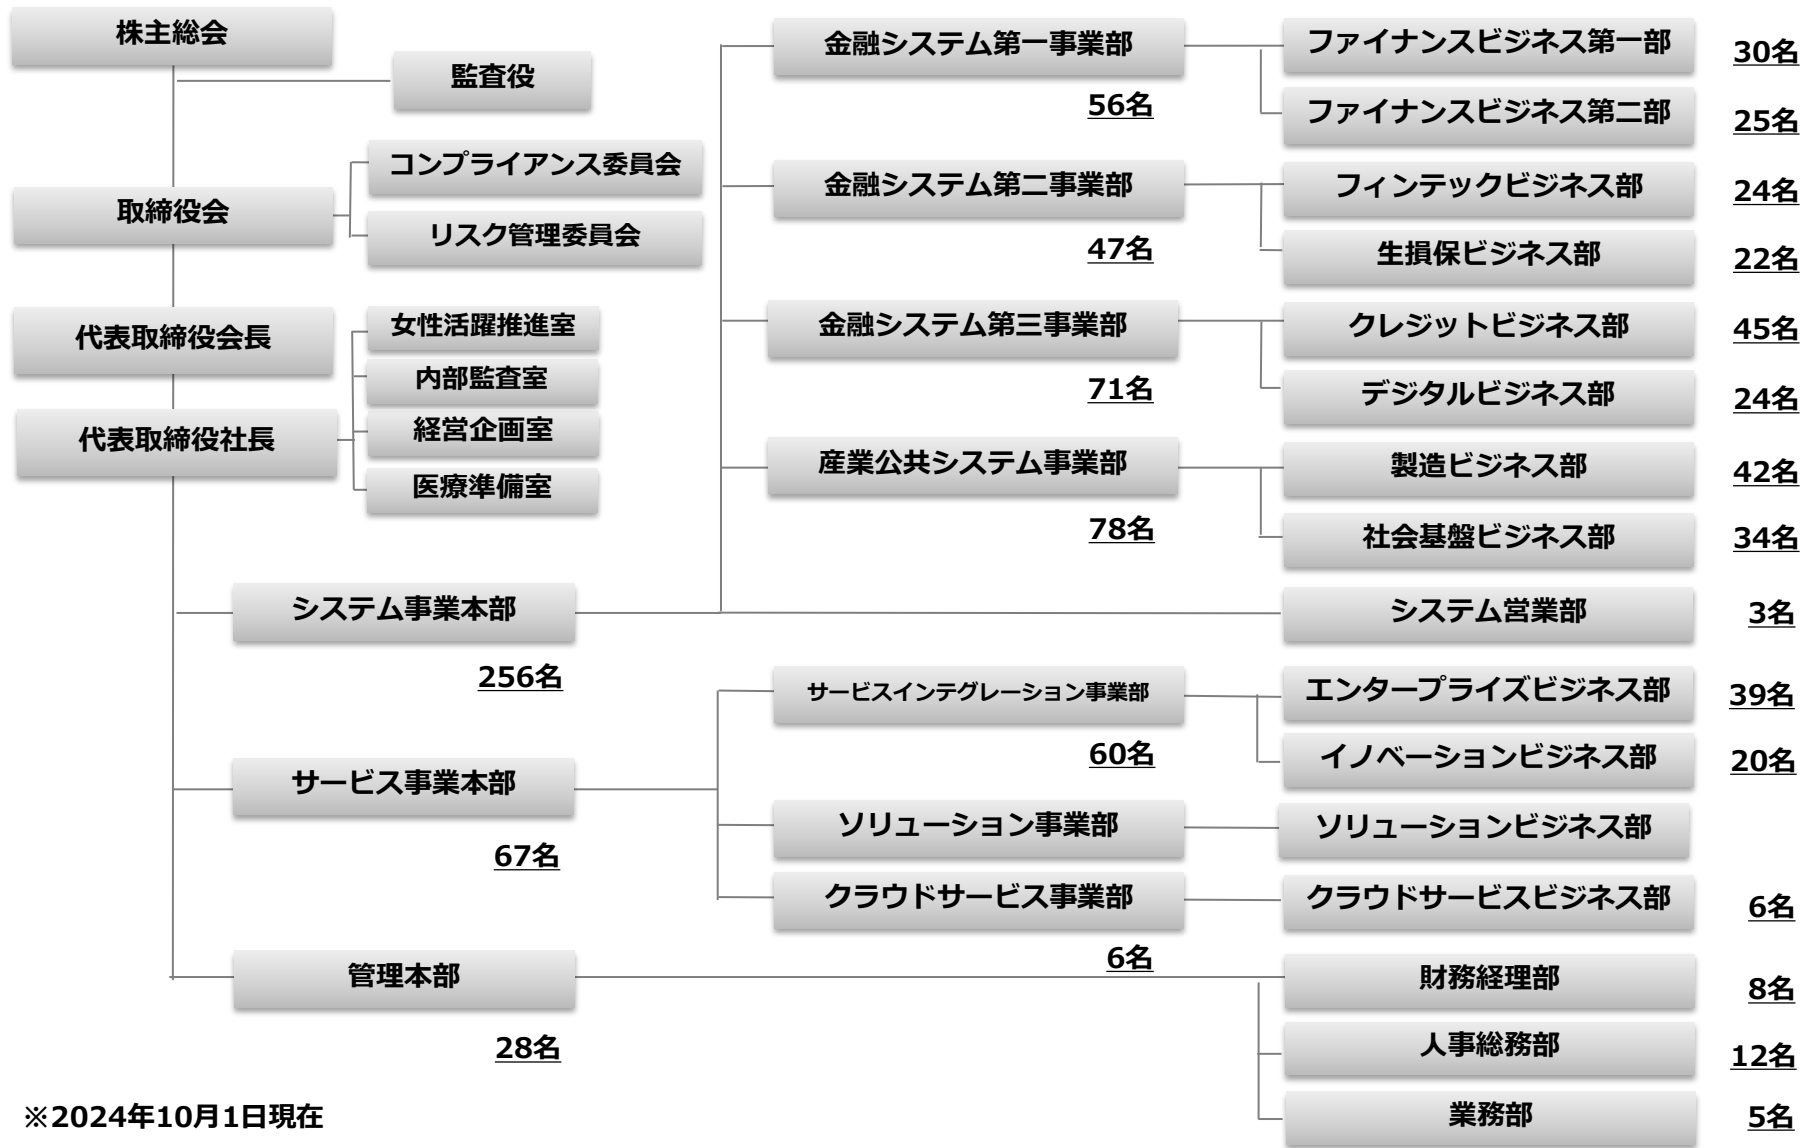 株主総会
監査役
コンプライアンス委員会
取締役会
リスク管理委員会
代表取締役会長
女性活躍推進室
内部監査室
代表取締役社長
経営企画室
医療準備室
システム事業本部
256名
サービス事業本部
67名
管理本部
28名
※2024年10月1日現在
金融システム第一事業部
56名
金融システム第二事業部
47名
金融システム第三事業部
71名
産業公共システム事業部
78名
サービスインテグレーション事業部
60名
ソリューション事業部
クラウドサービス事業部
6名
ファイナンスビジネス第一部 30名
ファイナンスビジネス第二部 25名
フィンテックビジネス部 24名
生損保ビジネス部 22名
クレジットビジネス部 45名
デジタルビジネス部 24名
製造ビジネス部 42名
社会基盤ビジネス部 34名
システム営業部 3名
エンタープライズビジネス部 39名
イノベーションビジネス部 20名
ソリューションビジネス部
クラウドサービスビジネス部 6名
財務経理部 8名
人事総務部 12名
業務部 5名